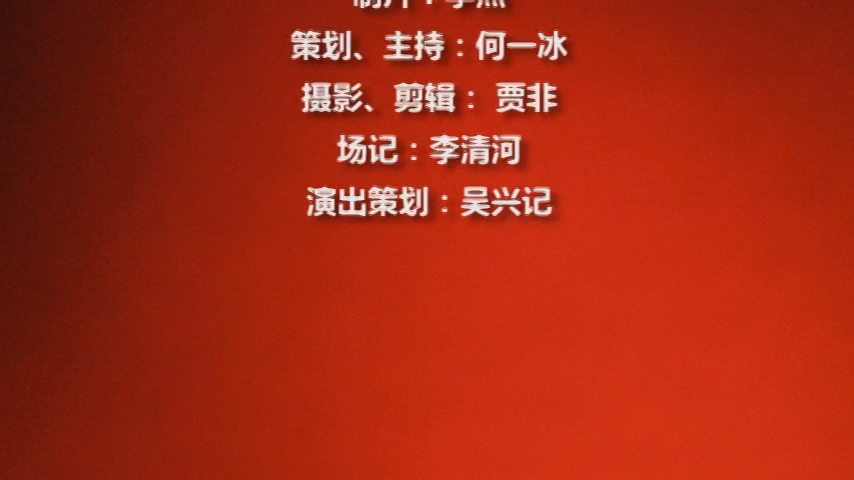 策划、主持：何一冰
摄影、剪辑： 贾非
场记：李清河
演出策划：吴兴记